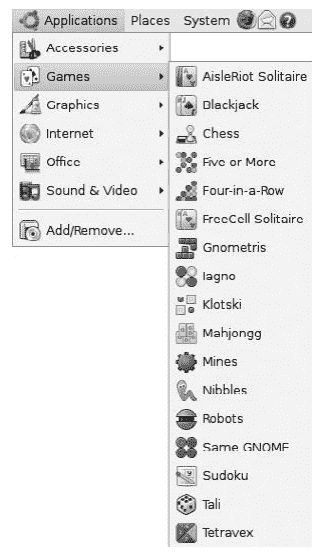 Applications Places System
Accessories
Games
Graphics
Internet
Office
Sound & Video
Add/Remove...
AisleRiot Solitaire
Blackjack
Chess
Five or More
Four-in-a-Row
FreeCell Solitaire
Gnometris
Iagno
Klotski
Mahjongg
Mines
Nibbles
Robots
Same GNOME
Sudoku
Tali
Tetravex